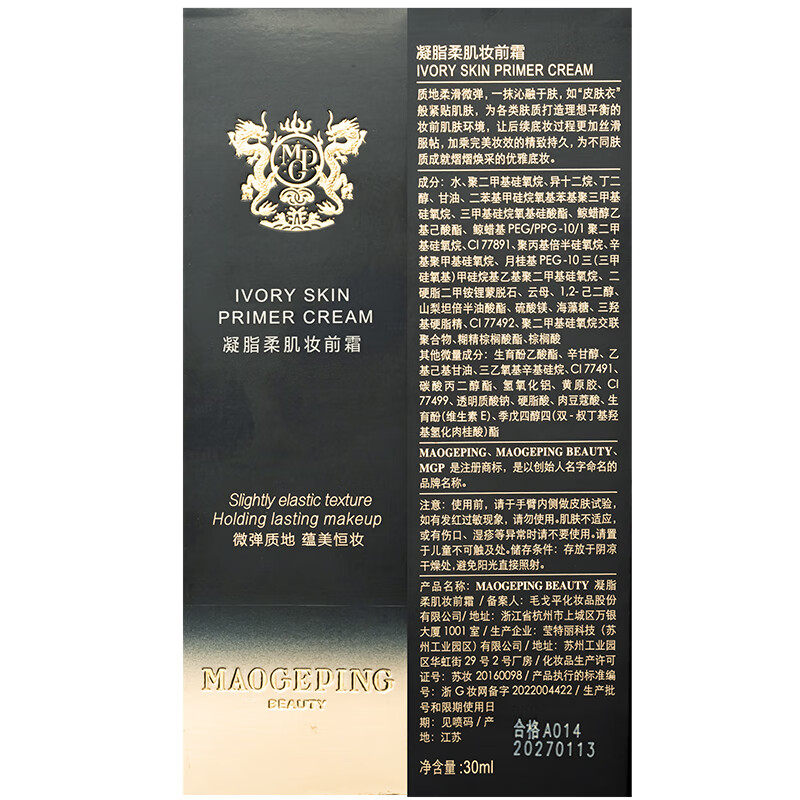 MPG
IVORY SKIN
PRIMER CREAM
凝脂柔肌妆前霜
Slightly elastic texture
Holding lasting makeup
微弹质地 蕴美恒妆
MAOGEPING
BEAUTY
凝脂柔肌妆前霜
IVORY SKIN PRIMER CREAM
质地柔滑微弹，一抹沁融于肤，如“皮肤衣”
般紧贴肌肤，为各类肤质打造理想平衡的
妆前肌肤环境，让后续底妆过程更加丝滑
服帖，加乘完美妆效的精致持久，为不同肤
质成就熠熠焕采的优雅底妆。
成分：水、聚二甲基硅氧烷、异十二烷、丁二
醇、甘油、二苯基甲硅烷氧基苯基聚三甲基
硅氧烷、三甲基硅烷氧基硅酸酯、鲸蜡醇乙
基己酸酯、鲸蜡基PEG/PPG-10/1聚二甲
基硅氧烷、CI 77891、聚丙基倍半硅氧烷、辛
基聚甲基硅氧烷、月桂基PEG-10三（三甲
硅氧基）甲硅烷基乙基聚二甲基硅氧烷、二
硬脂二甲铵锂蒙脱石、云母、1,2-己二醇、
山梨坦倍半油酸酯、硫酸镁、海藻糖、三羟
基硬脂精、CI 77492、聚二甲基硅氧烷交联
聚合物、糊精棕榈酸酯、棕榈酸
其他微量成分：生育酚乙酸酯、辛甘醇、乙
基己基甘油、三乙氧基辛基硅烷、CI 77491、
碳酸丙二醇酯、氢氧化铝、黄原胶、CI
77499、透明质酸钠、硬脂酸、肉豆蔻酸、生
育酚(维生素E)、季戊四醇四(双-叔丁基羟
基氢化肉桂酸)酯
MAOGEPING、MAOGEPING BEAUTY、
MGP 是注册商标，是以创始人名字命名的
品牌名称。
注意：使用前，请于手臂内侧做皮肤试验，
如有发红过敏现象，请勿使用。肌肤不适应，
或有伤口、湿疹等异常时请不要使用。请置
于儿童不可触及处。储存条件：存放于阴凉
干燥处，避免阳光直接照射。
产品名称：MAOGEPING BEAUTY 凝脂
柔肌妆前霜 / 备案人：毛戈平化妆品股份
有限公司/ 地址：浙江省杭州市上城区万银
大厦 1001 室 / 生产企业：莹特丽科技（苏
州工业园区）有限公司 / 地址：苏州工业园
区华虹街 29 号 2 号厂房 / 化妆品生产许可
证号：苏妆 20160098 / 产品执行的标准编
号：浙 G 妆网备字 2022004422 / 生产批
号和限期使用日
期：见喷码 / 产
地：江苏
合格A014
20270113
净含量:30ml